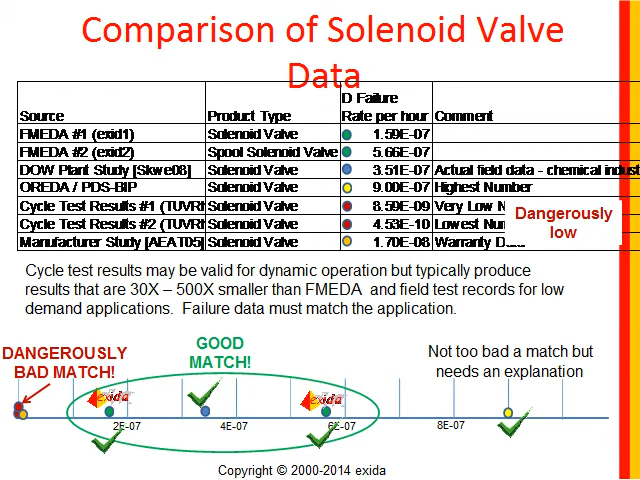 Comparison of Solenoid Valve
Data
Source Product Type D Failure Rate per hour Comment
FMEDA #1 (exid1) Solenoid Valve 1.59E-07
FMEDA #2 (exid2) Spool Solenoid Valve 5.66E-07
DOW Plant Study [Skwe08] Solenoid Valve 3.51E-07 Actual field data - chemical indust
OREDA / PDS-BIP Solenoid Valve 9.00E-07 Highest Number
Cycle Test Results #1 (TUVR Solenoid Valve 8.59E-09 Very Low N
Cycle Test Results #2 (TUVR Solenoid Valve 4.53E-10 Lowest Num
Manufacturer Study [AEAT05] Solenoid Valve 1.70E-08 Warranty
Dangerously
low
Cycle test results may be valid for dynamic operation but typically produce
results that are 30X – 500X smaller than FMEDA and field test records for low
demand applications. Failure data must match the application.
DANGEROUSLY
BAD MATCH!
GOOD
MATCH!
Not too bad a match but
needs an explanation
exida exida
2E-07 4E-07 6E-07 8E-07
Copyright © 2000-2014 exida